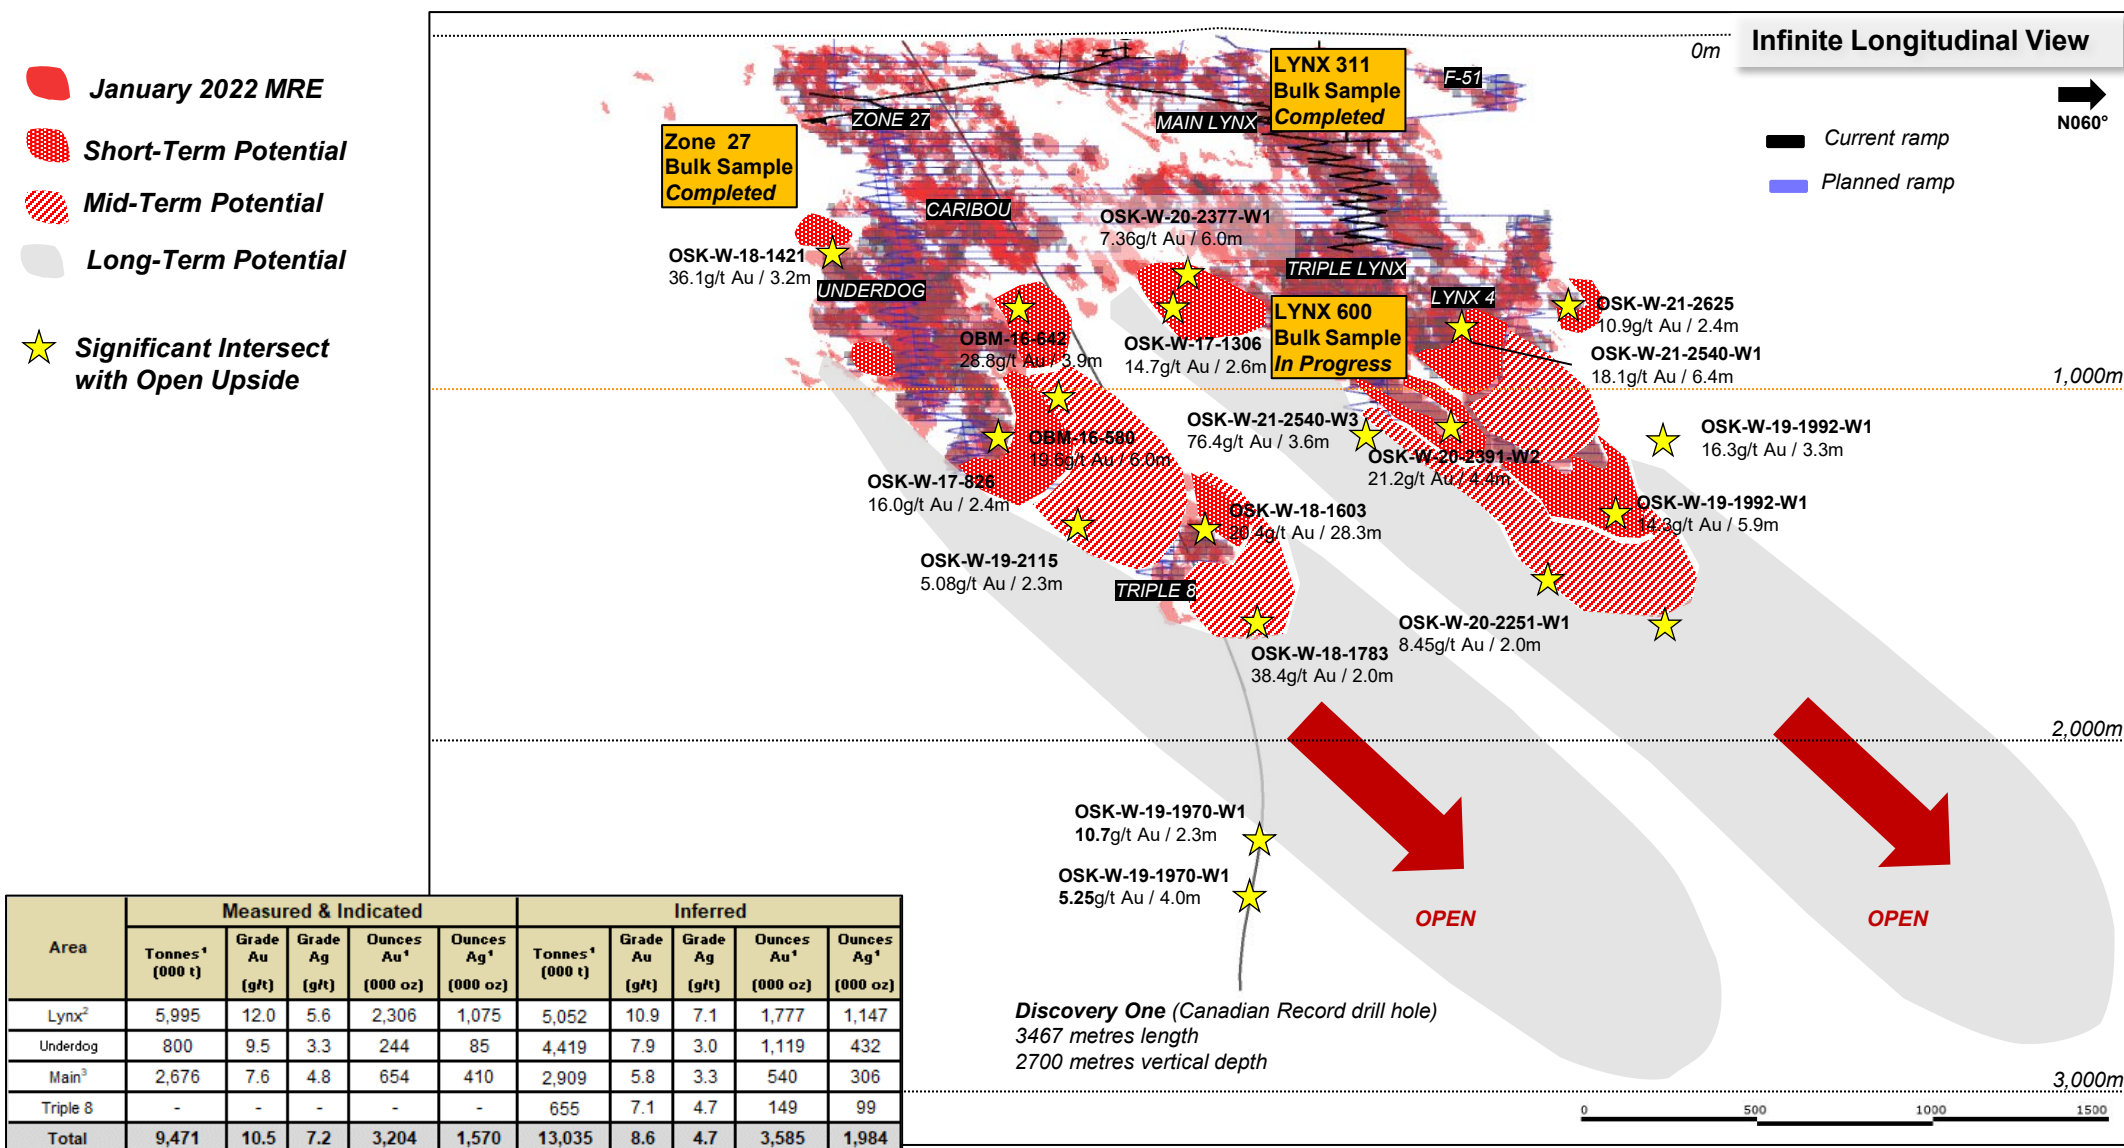 Infinite Longitudinal View
0m
N060°
January 2022 MRE
Short-Term Potential
Mid-Term Potential
Long-Term Potential
Significant Intersect
with Open Upside
Current ramp
Planned ramp
LYNX 311
Bulk Sample
Completed
F-51
ZONE 27
MAIN LYNX
Zone 27
Bulk Sample
Completed
CARIBOU
OSK-W-20-2377-W1
7.36g/t Au / 6.0m
OSK-W-18-1421
36.1g/t Au / 3.2m
UNDERDOG
TRIPLE LYNX
LYNX 4
LYNX 600
Bulk Sample
In Progress
OSK-W-21-2625
10.9g/t Au / 2.4m
OBM-16-642
28.8g/t Au / 3.9m
OSK-W-17-1306
14.7g/t Au / 2.6m
OSK-W-21-2540-W1
18.1g/t Au / 6.4m
1,000m
OSK-W-21-2540-W3
76.4g/t Au / 3.6m
OSK-W-19-1992-W1
16.3g/t Au / 3.3m
OBM-16-580
19.6g/t Au / 6.0m
OSK-W-20-2391-W2
21.2g/t Au / 4.4m
OSK-W-17-826
16.0g/t Au / 2.4m
OSK-W-18-1603
20.4g/t Au / 28.3m
OSK-W-19-1992-W1
14.3g/t Au / 5.9m
OSK-W-19-2115
5.08g/t Au / 2.3m
TRIPLE 8
OSK-W-20-2251-W1
8.45g/t Au / 2.0m
OSK-W-18-1783
38.4g/t Au / 2.0m
2,000m
OSK-W-19-1970-W1
10.7g/t Au / 2.3m
OSK-W-19-1970-W1
5.25g/t Au / 4.0m
OPEN
OPEN
Discovery One (Canadian Record drill hole)
3467 metres length
2700 metres vertical depth
3,000m
0 500 1000 1500
Measured & Indicated Inferred
Area Tonnes¹ (000 t) Grade Au (g/t) Grade Ag (g/t) Ounces Au¹ (000 oz) Ounces Ag¹ (000 oz) Tonnes¹ (000 t) Grade Au (g/t) Grade Ag (g/t) Ounces Au¹ (000 oz) Ounces Ag¹ (000 oz)
Lynx² 5,995 12.0 5.6 2,306 1,075 5,052 10.9 7.1 1,777 1,147
Underdog 800 9.5 3.3 244 85 4,419 7.9 3.0 1,119 432
Main³ 2,676 7.6 4.8 654 410 2,909 5.8 3.3 540 306
Triple 8 - - - - - 655 7.1 4.7 149 99
Total 9,471 10.5 7.2 3,204 1,570 13,035 8.6 4.7 3,585 1,984